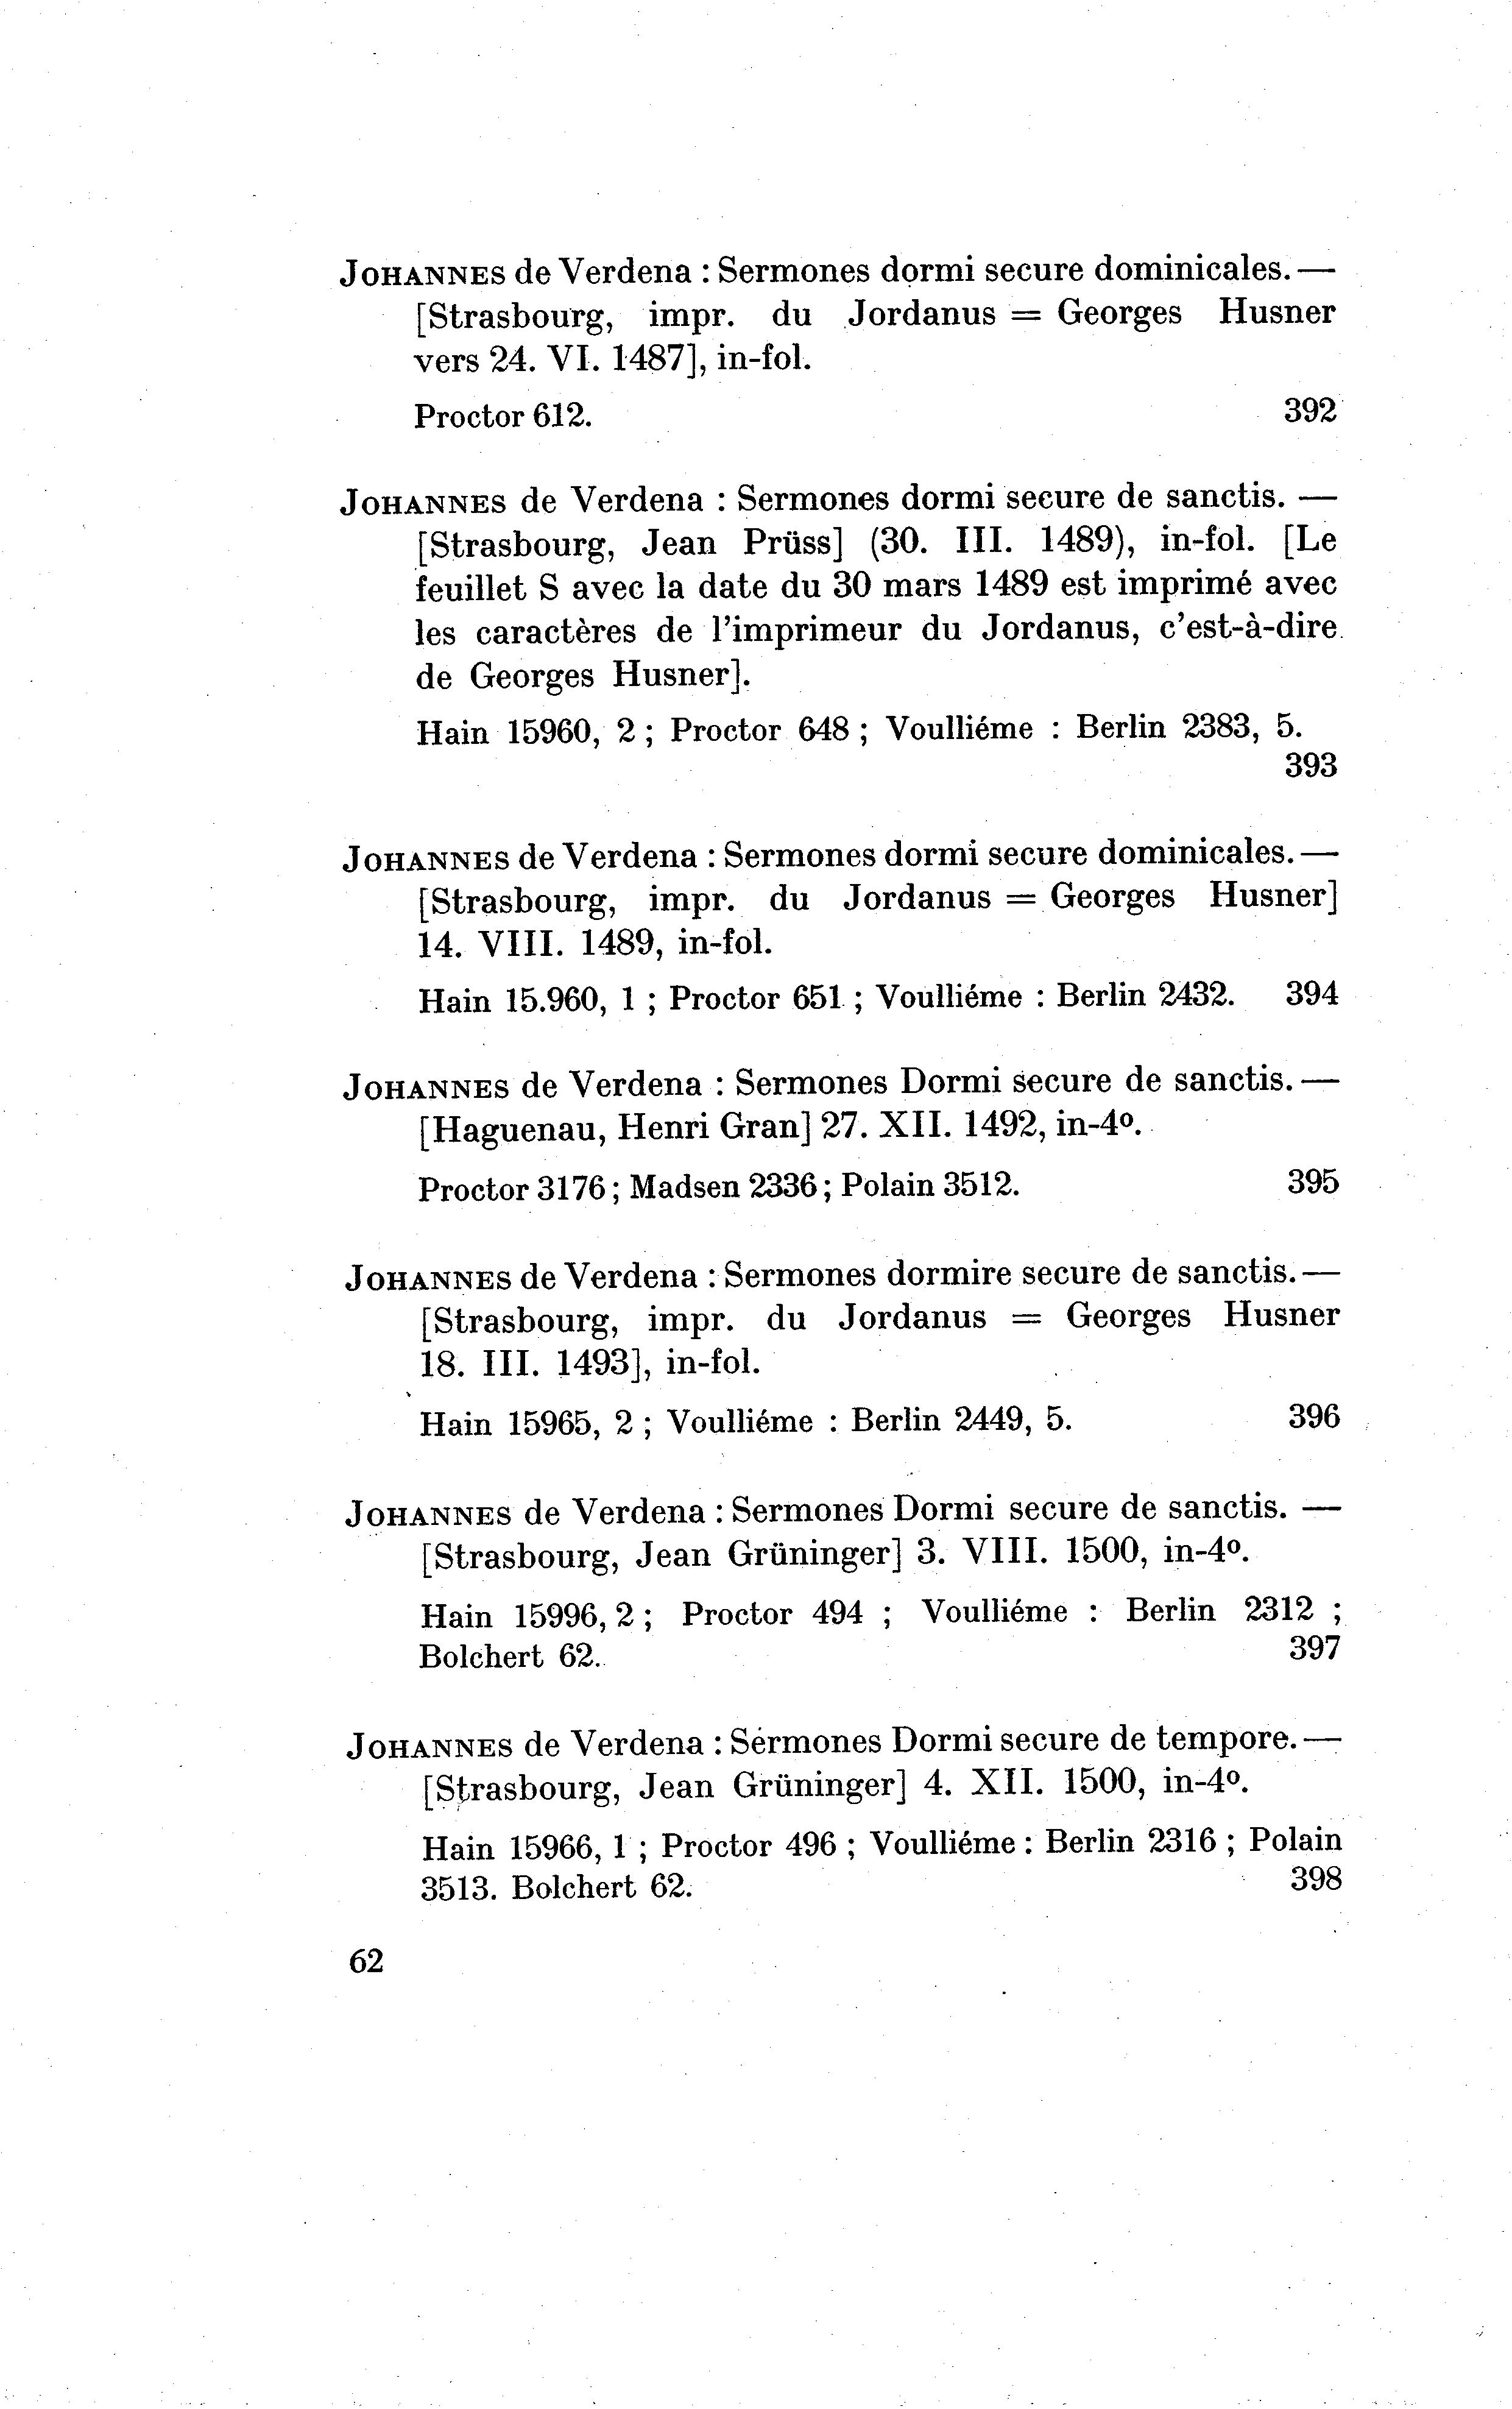 JOHANNES de Verdena : Sermones dormi secure dominicales. —
[Strasbourg, impr. du Jordanus = Georges Husner
vers 24. VI. 1487], in-fol.
Proctor 612. 392
JOHANNES de Verdena : Sermones dormi secure de sanctis. —
[Strasbourg, Jean Prüss] (30. III. 1489), in-fol. [Le
feuillet S avec la date du 30 mars 1489 est imprimé avec
les caractères de l'imprimeur du Jordanus, c'est-à-dire
de Georges Husner].
Hain 15960, 2 ; Proctor 648 ; Voulliéme : Berlin 2383, 5.
393
JOHANNES de Verdena : Sermones dormi secure dominicales. —
[Strasbourg, impr. du Jordanus = Georges Husner]
14. VIII. 1489, in-fol.
Hain 15.960, 1 ; Proctor 651 ; Voulliéme : Berlin 2432. 394
JOHANNES de Verdena : Sermones Dormi secure de sanctis. —
[Haguenau, Henri Gran] 27. XII. 1492, in-4º.
Proctor 3176 ; Madsen 2336 ; Polain 3512. 395
JOHANNES de Verdena : Sermones dormire secure de sanctis. —
[Strasbourg, impr. du Jordanus = Georges Husner
18. III. 1493], in-fol.
Hain 15965, 2 ; Voulliéme : Berlin 2449, 5. 396
JOHANNES de Verdena : Sermones Dormi secure de sanctis. —
[Strasbourg, Jean Grüninger] 3. VIII. 1500, in-4º.
Hain 15996, 2 ; Proctor 494 ; Voulliéme : Berlin 2312 ;
Bolchert 62. 397
JOHANNES de Verdena : Sermones Dormi secure de tempore. —
[Strasbourg, Jean Grüninger] 4. XII. 1500, in-4º.
Hain 15966, 1 ; Proctor 496 ; Voulliéme : Berlin 2316 ; Polain
3513. Bolchert 62. 398
62